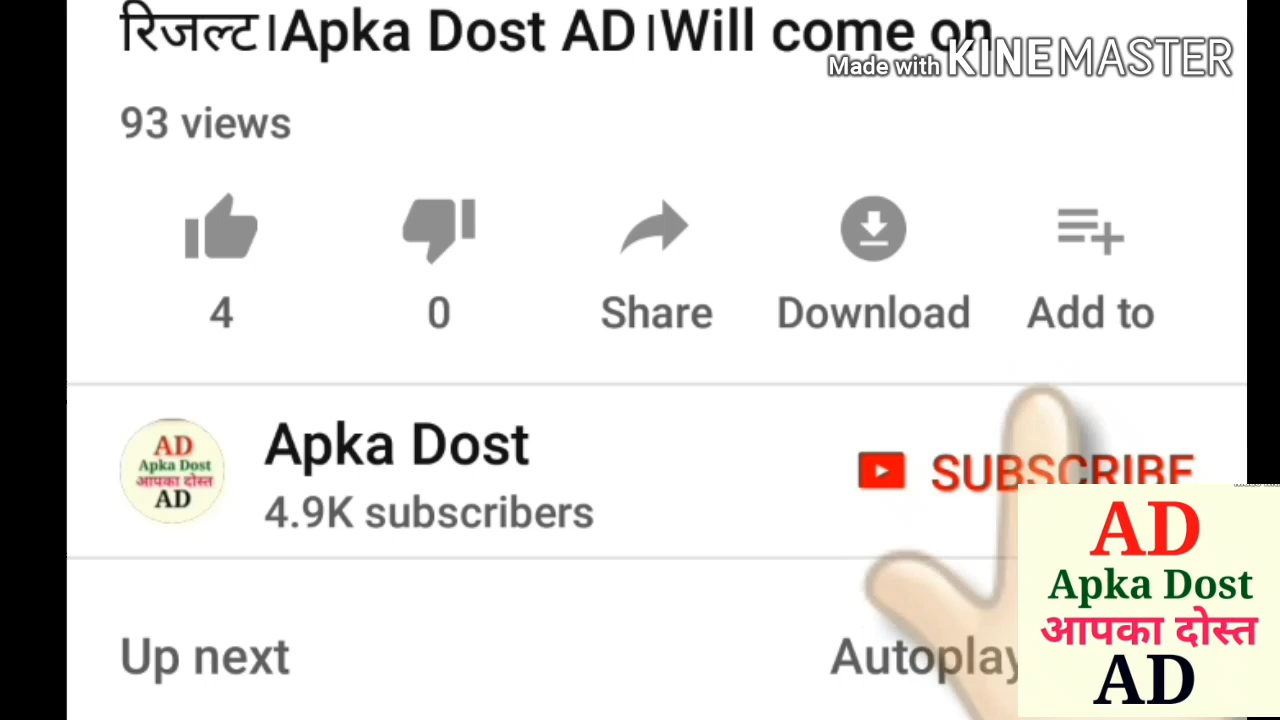 रिजल्ट।Apka Dost AD।Will come on
Made with KINEMASTER
93 views
4
0
Share
Download
Add to
AD
Apka Dost
आपका दोस्त
AD
Apka Dost
4.9K subscribers
SUBSCRIBE
Up next
Autoplay
AD
Apka Dost
आपका दोस्त
AD